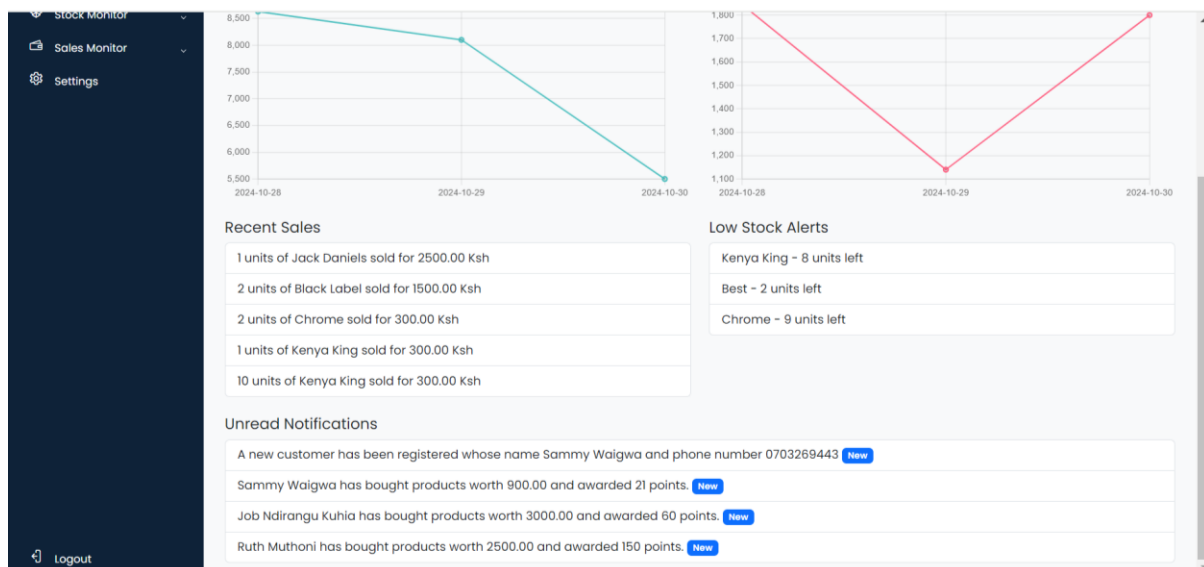 Stock Monitor
Sales Monitor
Settings
8,500
8,000
7,500
7,000
6,500
6,000
5,500
2024-10-28
2024-10-29
2024-10-30
1,800
1,700
1,600
1,500
1,400
1,300
1,200
1,100
2024-10-28
2024-10-29
2024-10-30
Recent Sales
1 units of Jack Daniels sold for 2500.00 Ksh
2 units of Black Label sold for 1500.00 Ksh
2 units of Chrome sold for 300.00 Ksh
1 units of Kenya King sold for 300.00 Ksh
10 units of Kenya King sold for 300.00 Ksh
Low Stock Alerts
Kenya King - 8 units left
Best - 2 units left
Chrome - 9 units left
Unread Notifications
A new customer has been registered whose name Sammy Waigwa and phone number 0703269443 New
Sammy Waigwa has bought products worth 900.00 and awarded 21 points. New
Job Ndirangu Kuhia has bought products worth 3000.00 and awarded 60 points. New
Ruth Muthoni has bought products worth 2500.00 and awarded 150 points. New
Logout